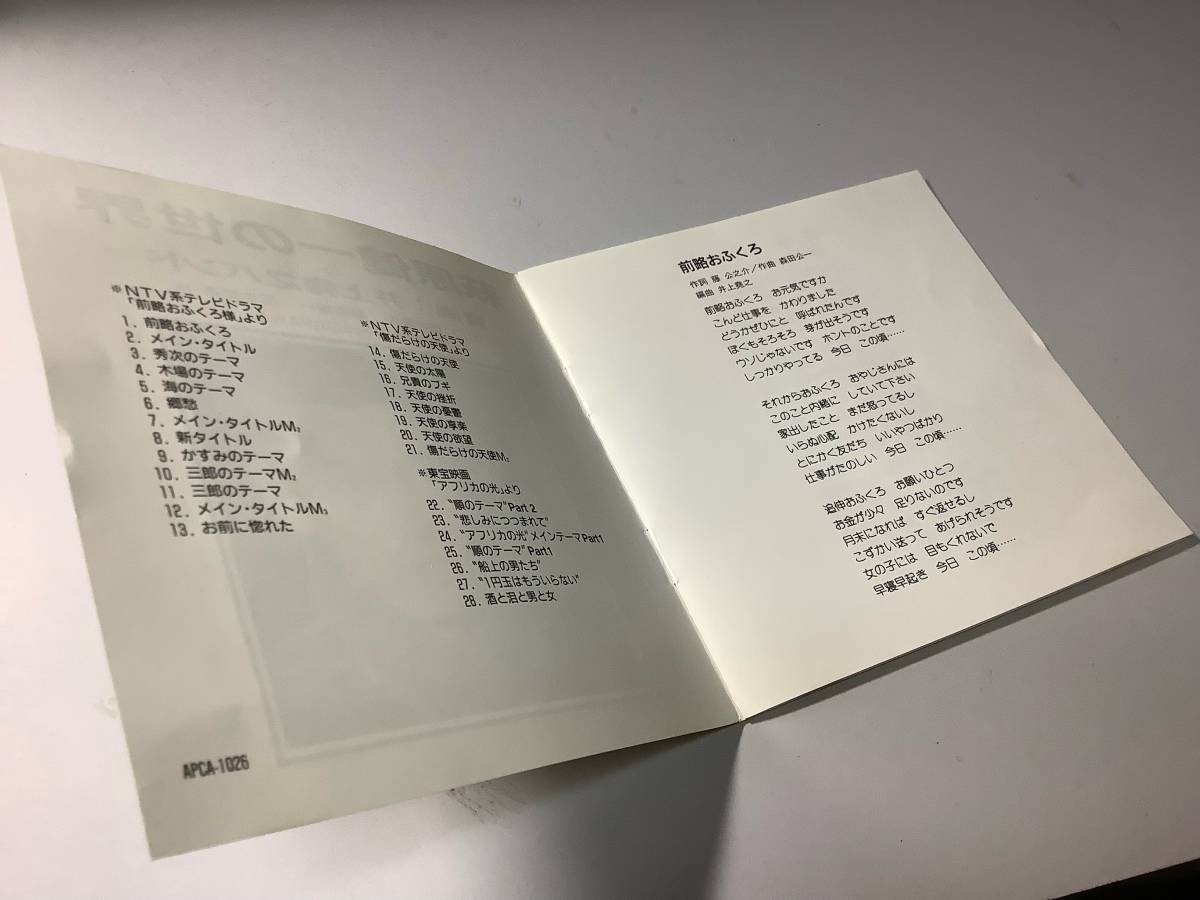 ※NTV系テレビドラマ
「前略おふくろ様」より
1. 前略おふくろ
2. メイン・タイトル
3. 秀次のテーマ
4. 木場のテーマ
5. 海のテーマ
6. 郷愁
7. メイン・タイトルM₂
8. 新タイトル
9. かすみのテーマ
10. 三郎のテーマM₂
11. 三郎のテーマ
12. メイン・タイトルM₃
13. お前に惚れた
※NTV系テレビドラマ
「傷だらけの天使」より
14. 傷だらけの天使
15. 天使の太陽
16. 兄貴のブギ
17. 天使の挫折
18. 天使の憂鬱
19. 天使の享楽
20. 天使の欲望
21. 傷だらけの天使M₂
※東宝映画
「アフリカの光」より
22. “順のテーマ”Part 2
23. “悲しみにつつまれて”
24. “アフリカの光”メインテーマPart1
25. “順のテーマ”Part1
26. “船上の男たち”
27. “1円玉はもういらない”
28. 酒と泪と男と女
APCA-1026
前略おふくろ
作詞 藤 公之介/作曲 森田公一
編曲 井上堯之
前略おふくろ お元気ですか
こんど仕事を かわりました
どうかぜひにと 呼ばれたんです
ぼくもそろそろ 芽が出そうです
ウソじゃないです ホントのことです
しっかりやってる 今日 この頃……
それからおふくろ おやじさんには
このこと内緒に していて下さい
家出したこと まだ怒ってるし
いらぬ心配 かけたくないし
とにかく友だち いいやつばかり
仕事がたのしい 今日 この頃……
追伸おふくろ お願いひとつ
お金が少々 足りないのです
月末になれば すぐ返せるし
こずかい送って あげられそうです
女の子には 目もくれないで
早寝早起き 今日 この頃……